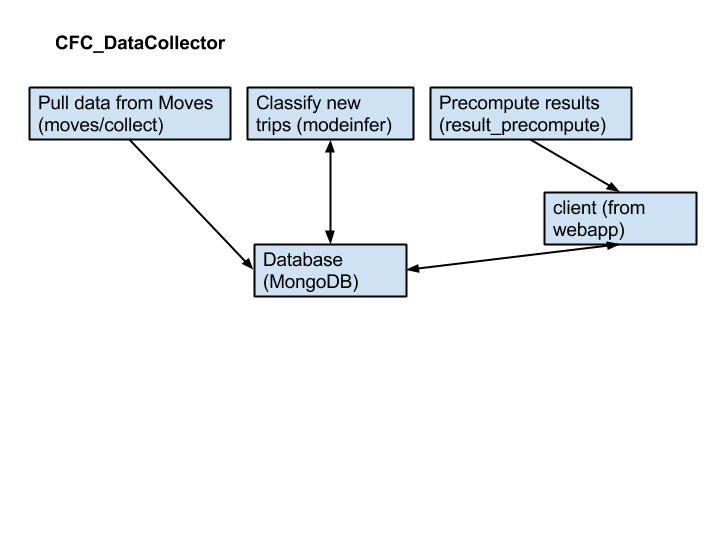 CFC_DataCollector
Pull data from Moves
(moves/collect)
Classify new
trips (modeinfer)
Precompute results
(result_precompute)
client (from
webapp)
Database
(MongoDB)